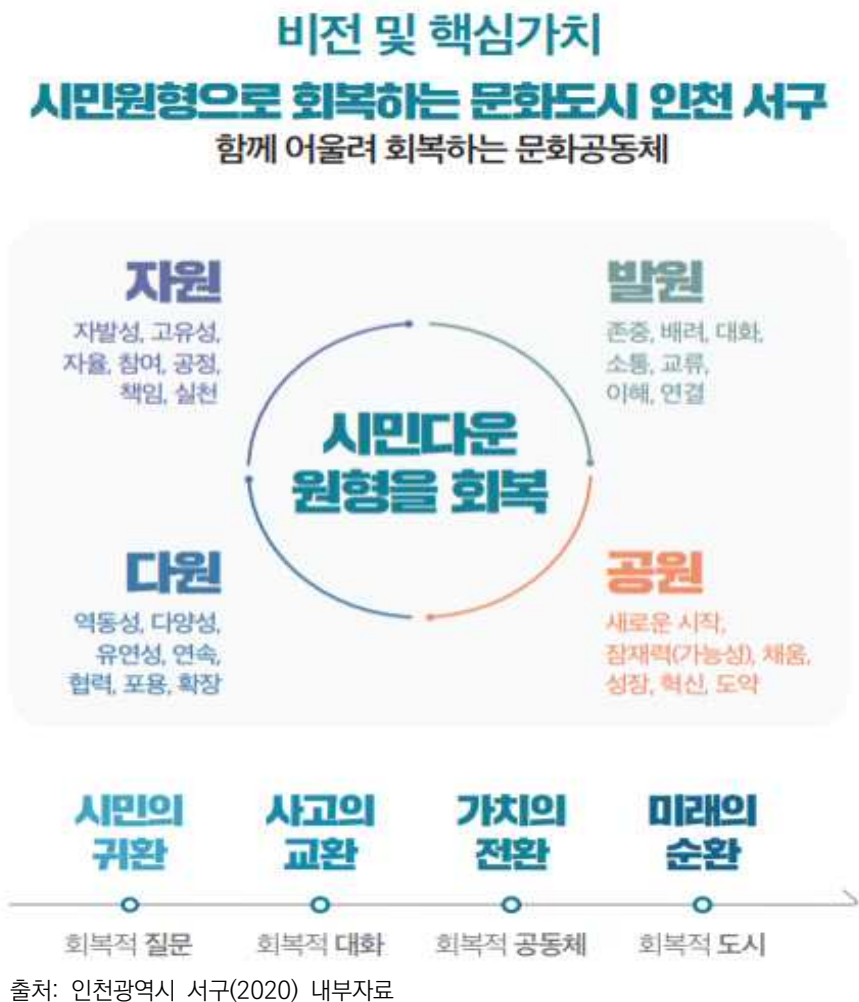 비전 및 핵심가치
시민원형으로 회복하는 문화도시 인천 서구
함께 어울려 회복하는 문화공동체
자원
자발성, 고유성,
자율, 참여, 공정,
책임, 실천
발원
존중, 배려, 대화,
소통, 교류,
이해, 연결
시민다운
원형을 회복
다원
역동성, 다양성,
유연성, 연속,
협력, 포용, 확장
공원
새로운 시작,
잠재력(가능성), 채움,
성장, 혁신, 도약
시민의
귀환
사고의
교환
가치의
전환
미래의
순환
회복적 질문
회복적 대화
회복적 공동체
회복적 도시
출처: 인천광역시 서구(2020) 내부자료